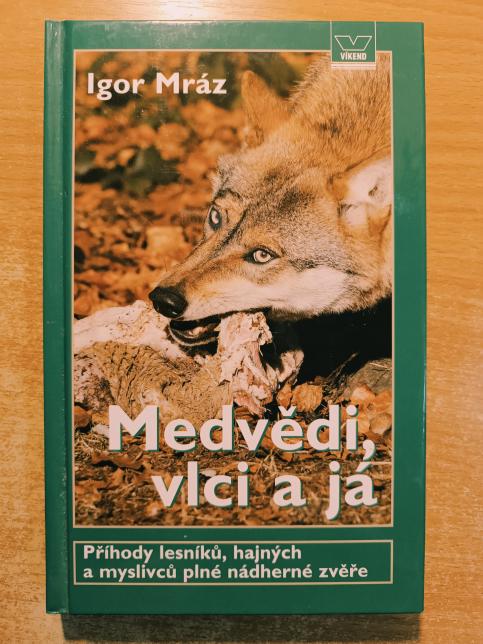 VÍKEND
Igor Mráz
Medvědi,
vlci a já
Příhody lesníků, hajných
a myslivců plné nádherné zvěře